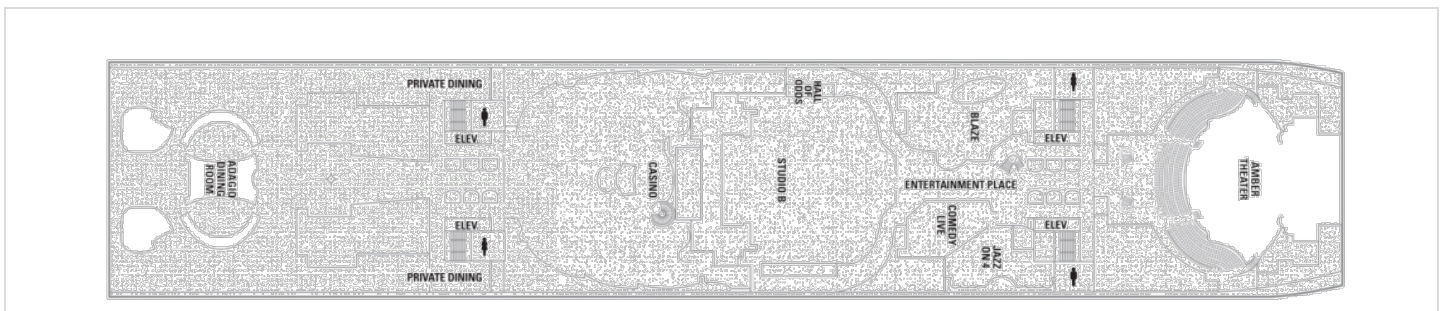 PRIVATE DINING
ELEV.
ELEV.
PRIVATE DINING
ADAGIO
DINING
ROOM
CASINO
STUDIO B
HALL
OF
ODDS
BLAZE
ENTERTAINMENT PLACE
COMEDY
LIVE
JAZZ
ON 4
ELEV.
ELEV.
AMBER
THEATER